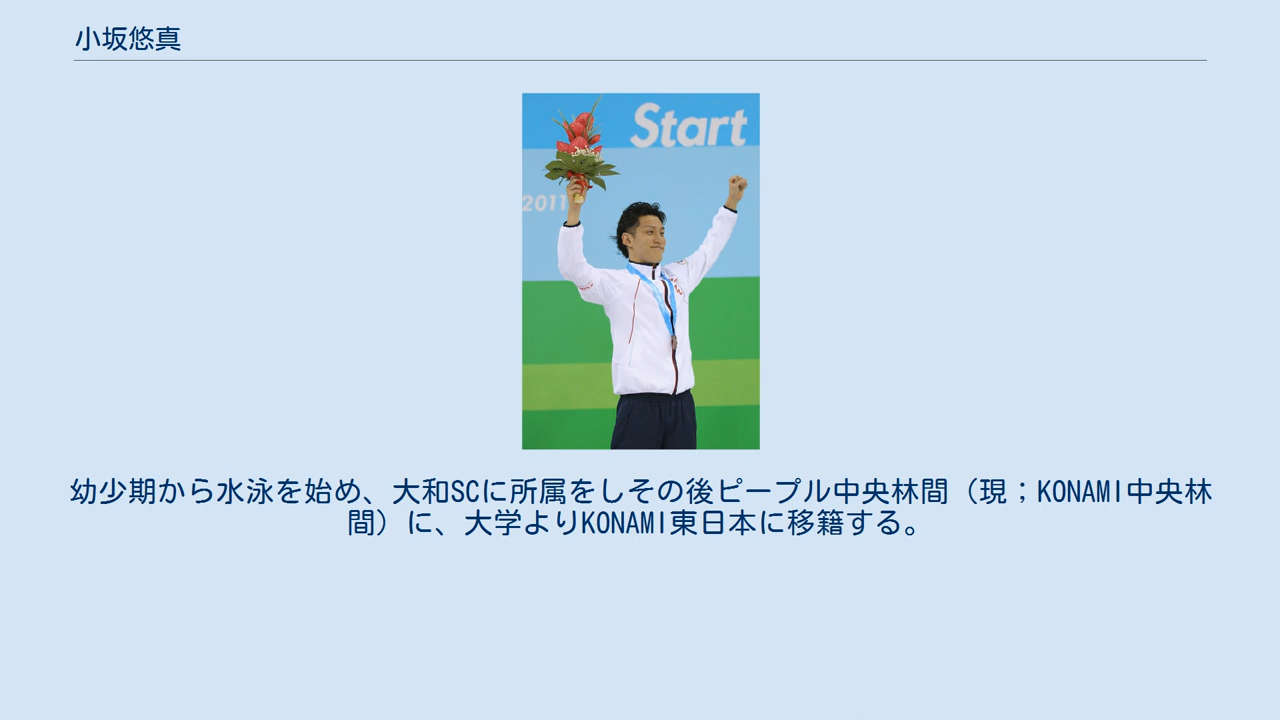 小坂悠真
Start
2011
幼少期から水泳を始め、大和SCに所属をしその後ピープル中央林間（現；KONAMI中央林
間）に、大学よりKONAMI東日本に移籍する。